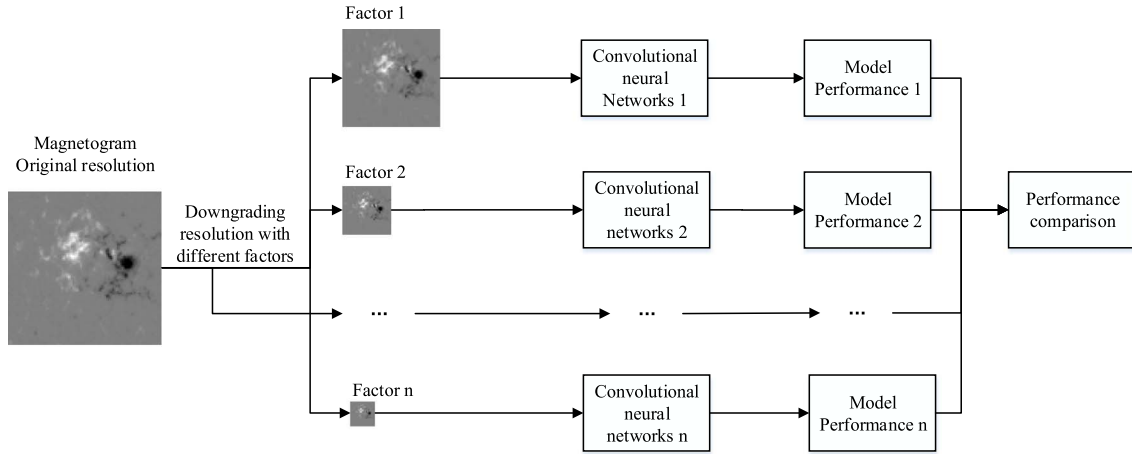 Magnetogram
Original resolution
Downgrading
resolution with
different factors
Factor 1
Convolutional
neural
Networks 1
Model
Performance 1
Factor 2
Convolutional
neural
networks 2
Model
Performance 2
Performance
comparison
...
...
...
Factor n
Convolutional
neural
networks n
Model
Performance n